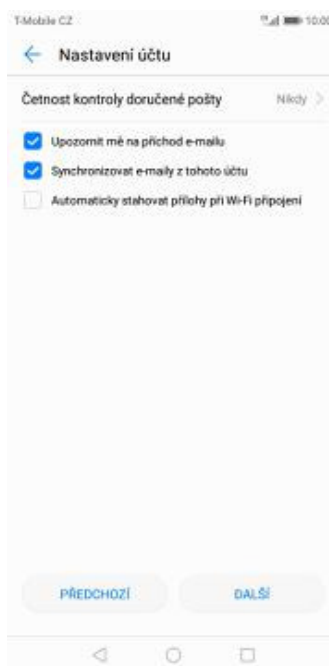 T-Mobile CZ 10:00
Nastavení účtu
Četnost kontroly doručené pošty Nikdy
Upozornit mě na příchod e-mailu
Synchronizovat e-maily z tohoto účtu
Automaticky stahovat přílohy při Wi-Fi připojení
PŘEDCHOZÍ DALŠÍ